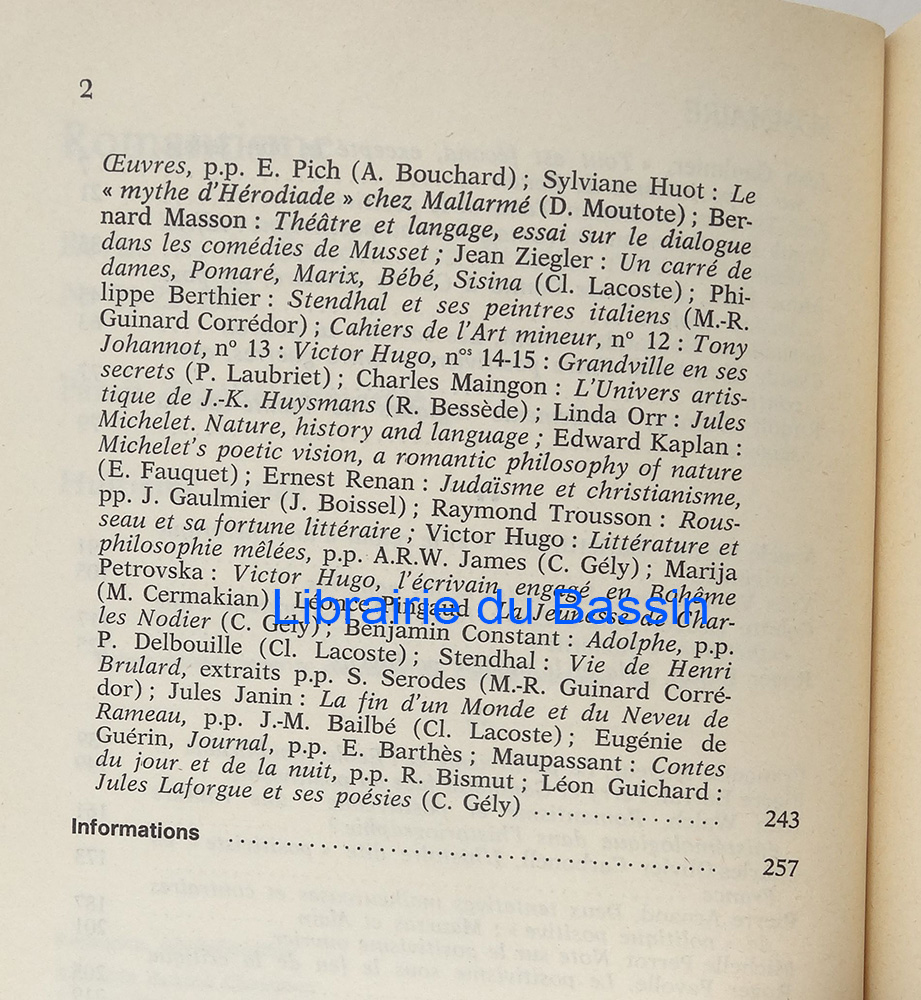 2
Œuvres, p.p. E. Pich (A. Bouchard) ; Sylviane Huot : Le
« mythe d'Hérodiade » chez Mallarmé (D. Moutote) ; Ber-
nard Masson : Théâtre et langage, essai sur le dialogue
dans les comédies de Musset ; Jean Ziegler : Un carré de
dames, Pomaré, Marix, Bébé, Sisina (Cl. Lacoste) ; Phi-
lippe Berthier : Stendhal et ses peintres italiens (M.-R.
Guinard Corrédor) ; Cahiers de l'Art mineur, n° 12 : Tony
Johannot, n° 13 : Victor Hugo, nos 14-15 : Grandville en ses
secrets (P. Laubriet) ; Charles Maingon : L'Univers artis-
tique de J.-K. Huysmans (R. Bessède) ; Linda Orr : Jules
Michelet. Nature, history and language ; Edward Kaplan :
Michelet's poetic vision, a romantic philosophy of nature
(E. Fauquet) ; Ernest Renan : Judaïsme et christianisme,
pp. J. Gaulmier (J. Boissel) ; Raymond Trousson : Rous-
seau et sa fortune littéraire ; Victor Hugo : Littérature et
philosophie mêlées, p.p. A.R.W. James (C. Gély) ; Marija
Petrovska : Victor Hugo, l'écrivain engagé en Bohême
(M. Cermakian) ; Léonce Pingaud : La Jeunesse de Char-
les Nodier (C. Gély) ; Benjamin Constant : Adolphe, p.p.
P. Delbouille (Cl. Lacoste) ; Stendhal : Vie de Henri
Brulard, extraits p.p. S. Serodes (M.-R. Guinard Corré-
dor) ; Jules Janin : La fin d'un Monde et du Neveu de
Rameau, p.p. J.-M. Bailbé (Cl. Lacoste) ; Eugénie de
Guérin, Journal, p.p. E. Barthès ; Maupassant : Contes
du jour et de la nuit, p.p. R. Bismut ; Léon Guichard :
Jules Laforgue et ses poésies (C. Gély) ................ 243
Informations ........................................ 257
Librairie du Bassin